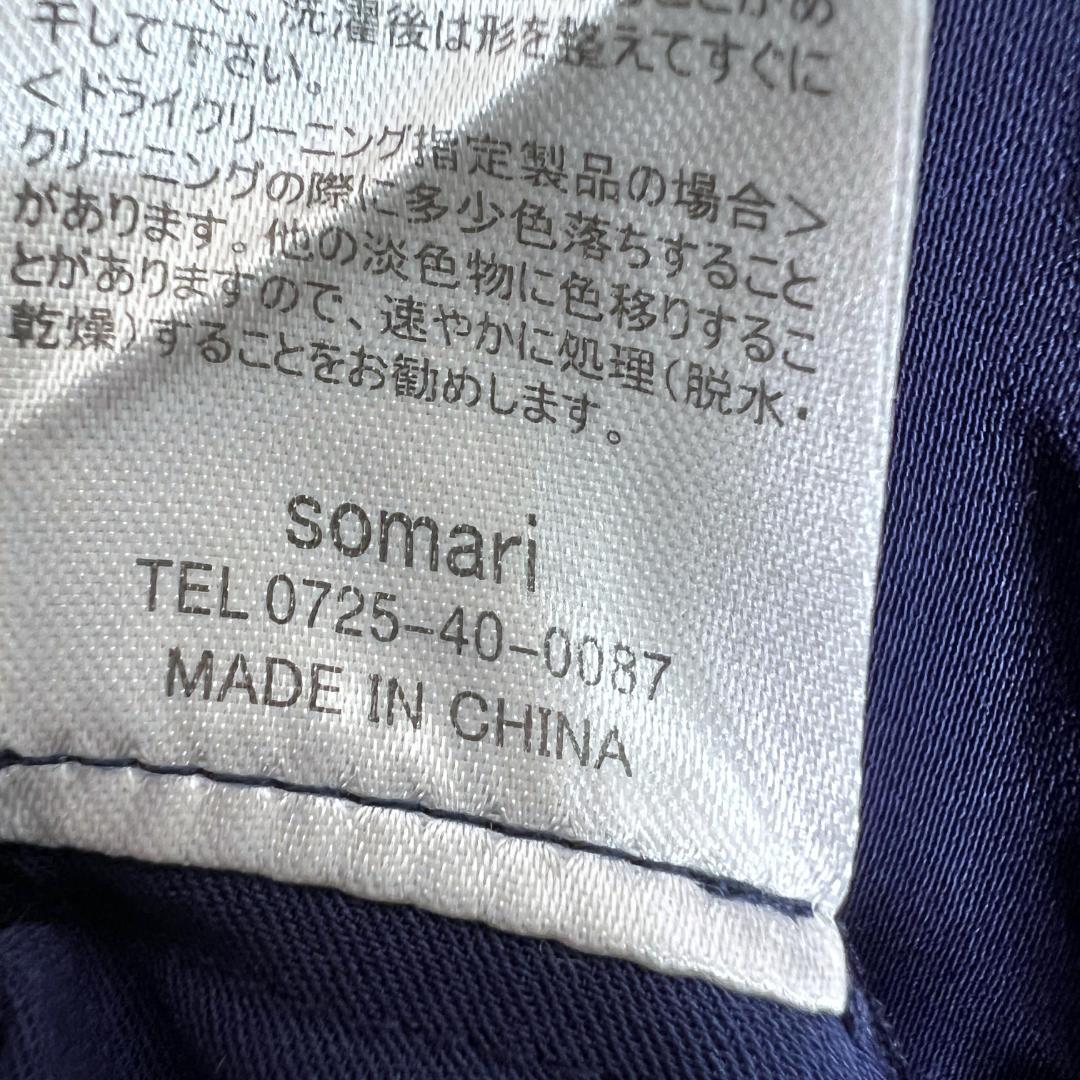 、洗濯後は形を整えてすぐに
干して下さい。
<ドライクリーニング指定製品の場合>
クリーニングの際に多少色落ちすること
があります。他の淡色物に色移りするこ
とがありますので、速やかに処理(脱水・
乾燥)することをお勧めします。
somari
TEL 0725-40-0087
MADE IN CHINA